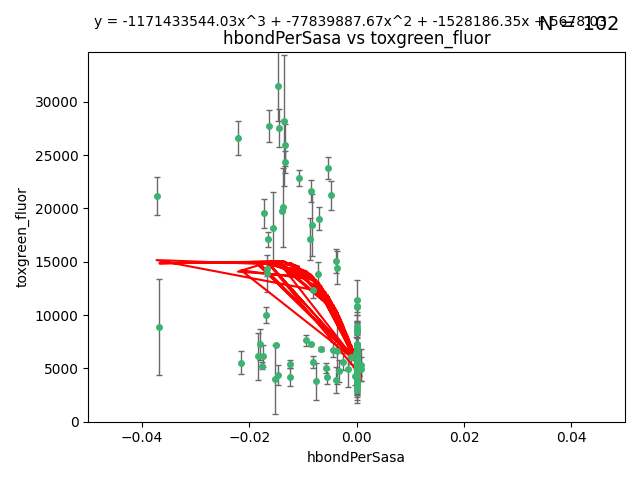 y = -1171433544.03x^3 + -77839887.67x^2 + -1528186.35x + 5678.03
N = 102
hbondPerSasa vs toxgreen_fluor
30000
25000
20000
15000
10000
5000
0
toxgreen_fluor
−0.04
−0.02
0.00
0.02
0.04
hbondPerSasa